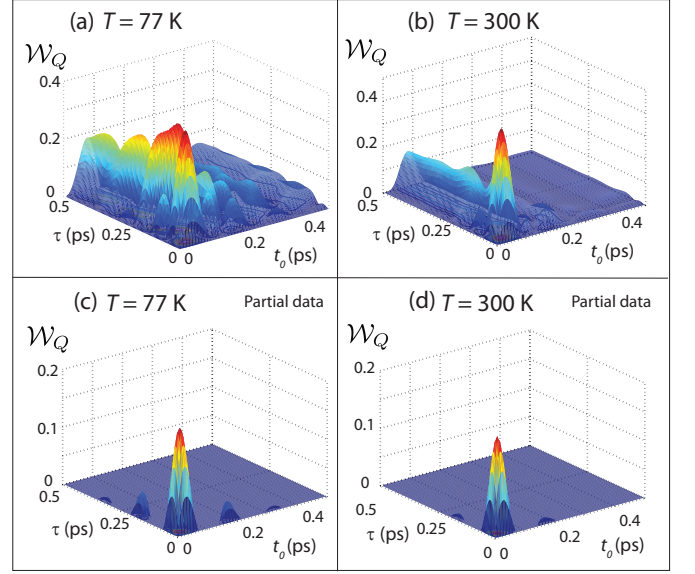 (a) T = 77 K
W_Q
0.4
0.2
0
0.5
0.25
0
τ (ps)
0
0.2
0.4
t_0 (ps)
(b) T = 300 K
W_Q
0.4
0.2
0
0.5
0.25
0
τ (ps)
0
0.2
0.4
t_0 (ps)
(c) T = 77 K Partial data
W_Q
0.2
0.1
0
0.5
0.25
0
τ (ps)
0
0.2
0.4
t_0 (ps)
(d) T = 300 K Partial data
W_Q
0.2
0.1
0
0.5
0.25
0
τ (ps)
0
0.2
0.4
t_0 (ps)